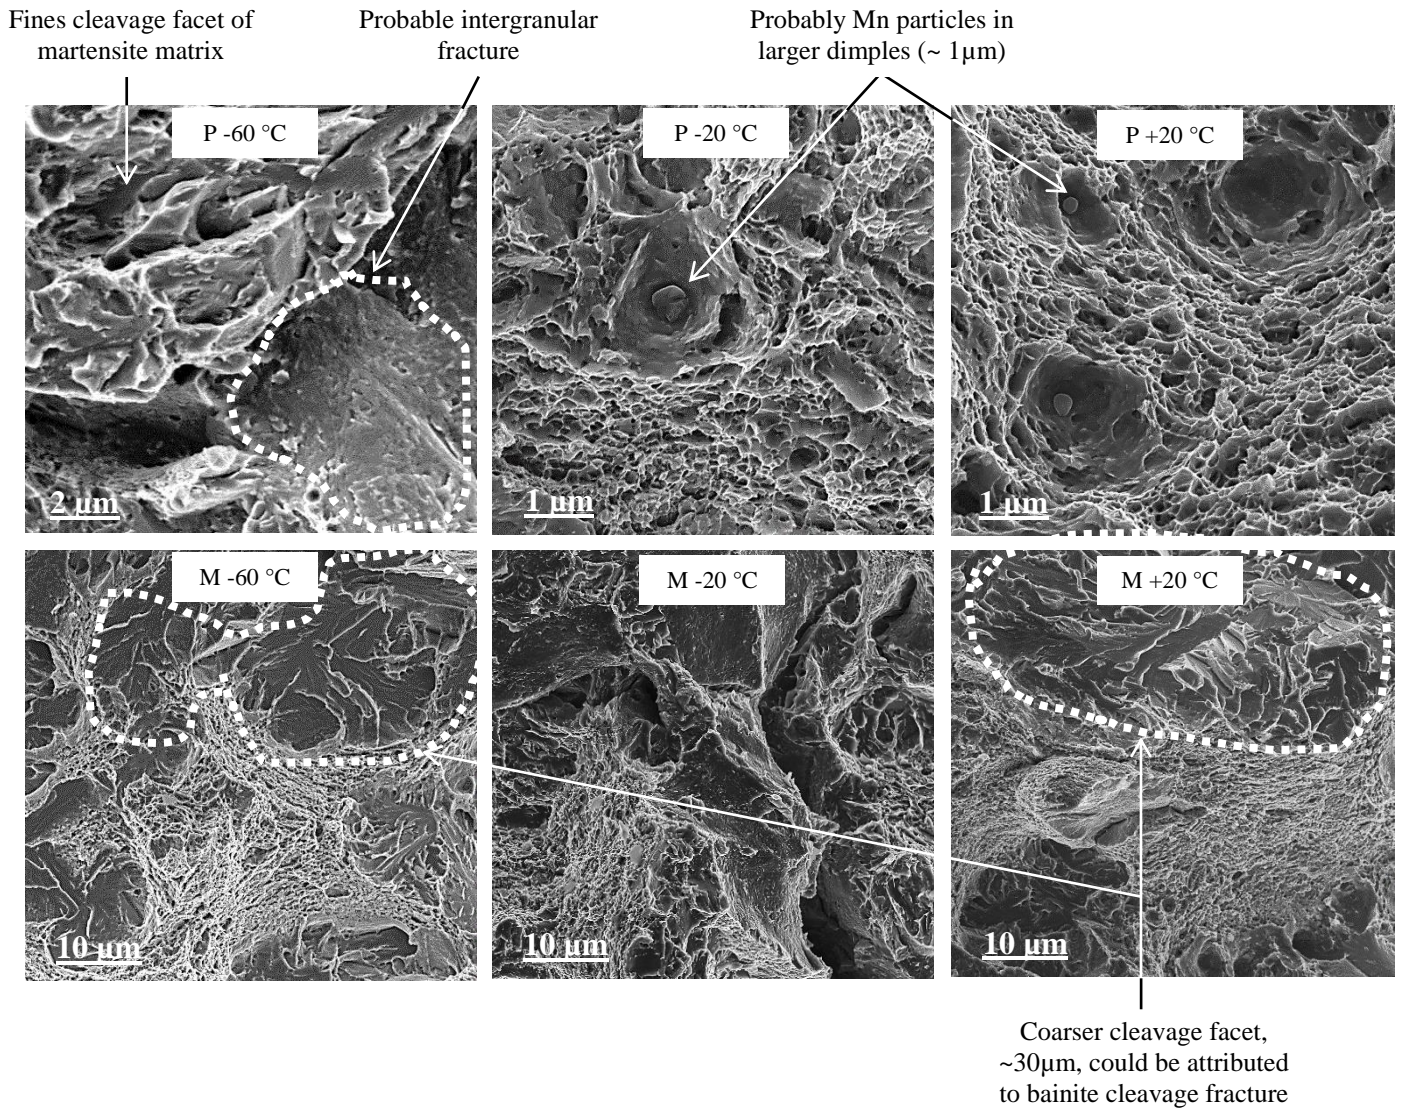 Fines cleavage facet of
martensite matrix
Probable intergranular
fracture
Probably Mn particles in
larger dimples (~ 1µm)
P -60 °C
P -20 °C
P +20 °C
2 µm
1 µm
1 µm
M -60 °C
M -20 °C
M +20 °C
10 µm
10 µm
10 µm
Coarser cleavage facet,
~30µm, could be attributed
to bainite cleavage fracture